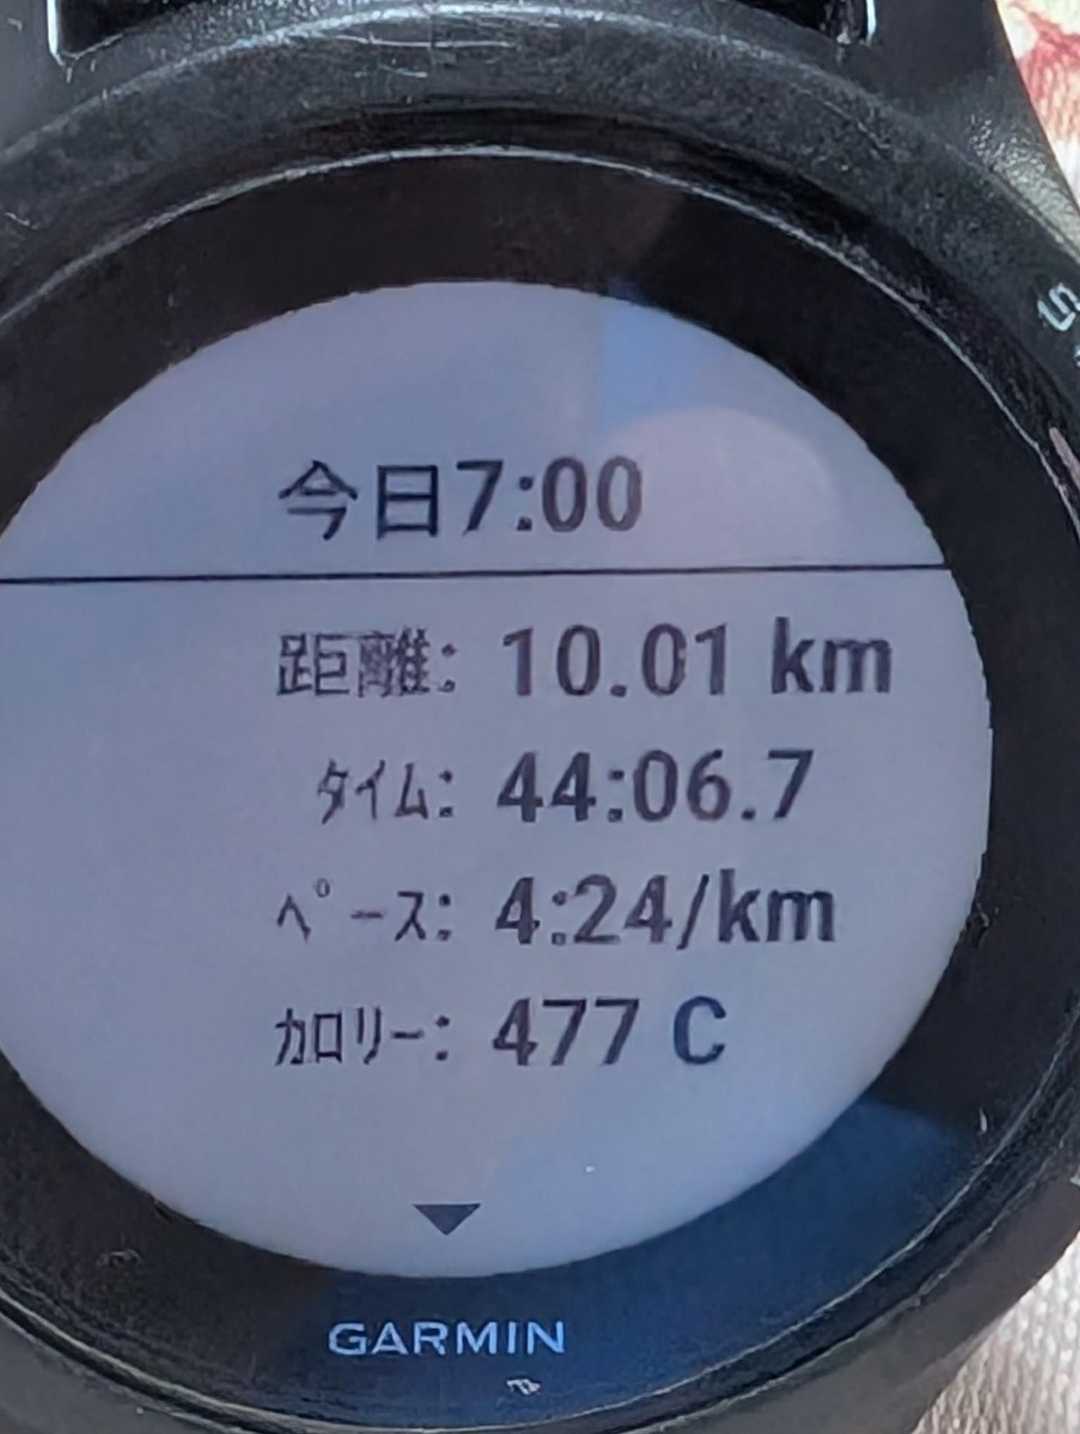 今日7:00
距離: 10.01 km
タイム: 44:06.7
ペース: 4:24/km
カロリー: 477 C
GARMIN